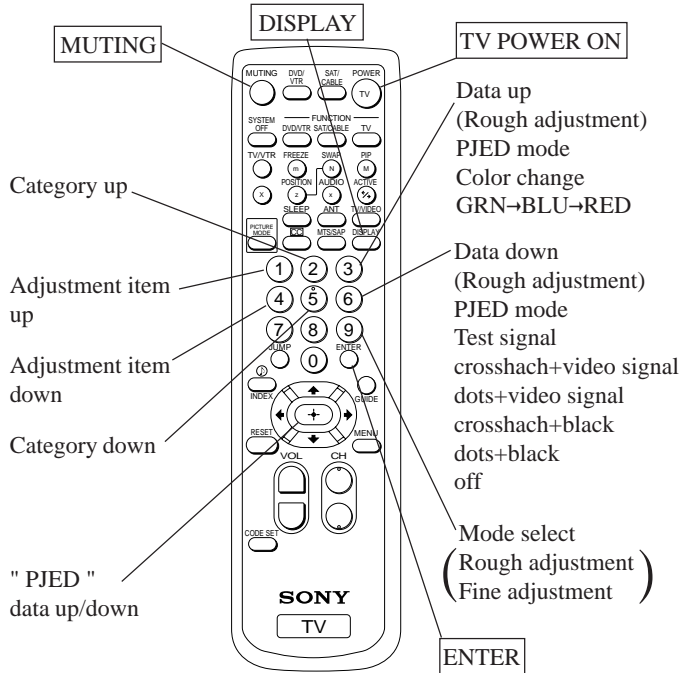 DISPLAY
MUTING
TV POWER ON
MUTING DVD/VTR SAT/CABLE POWER
TV
SYSTEM OFF FUNCTION
DVD/VTR SAT/CABLE TV
TV/VTR FREEZE SWAP PIP
m N M
POSITION AUDIO ACTIVE
X z x
SLEEP ANT TV/VIDEO
PICTURE MODE CC MTS/SAP DISPLAY
1 2 3
4 5 6
7 8 9
JUMP 0 ENTER
INDEX GUIDE
RESET MENU
VOL CH
CODE SET
SONY
TV
Category up
Adjustment item
up
Adjustment item
down
Category down
" PJED "
data up/down
Data up
(Rough adjustment)
PJED mode
Color change
GRN→BLU→RED
Data down
(Rough adjustment)
PJED mode
Test signal
crosshach+video signal
dots+video signal
crosshach+black
dots+black
off
Mode select
(Rough adjustment
Fine adjustment)
ENTER